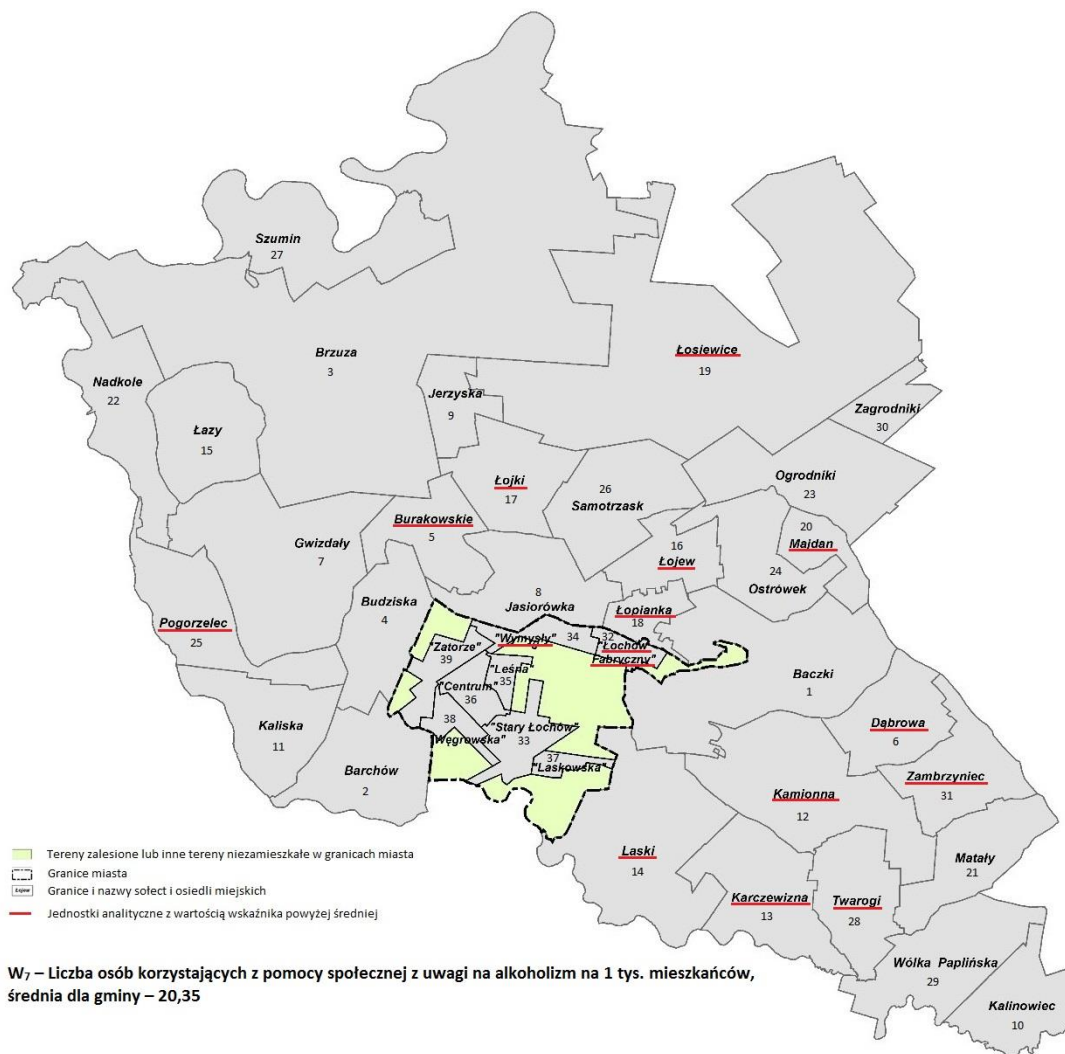 Szumin
27
Brzuza
3
Łosiewice
19
Nadkole
22
Jerzyska
9
Zagrodniki
30
Łazy
15
Ogrodniki
23
Łojki
17
26
Samotrzask
Burakowskie
5
20
Majdan
Gwizdały
7
16
Łojew
24
Ostrówek
8
Jasiorówka
Budziska
4
Łopianka
18
Pogorzelec
25
"Wymysły"
34
32
"Łochów
Fabryczny"
"Zatorze"
39
"Leśna"
35
"Centrum"
36
Baczki
1
Kaliska
11
38
"Węgrowska"
"Stary Łochów"
33
Dąbrowa
6
37
"Laskowska"
Barchów
2
Zambrzyniec
31
Kamionna
12
Laski
14
Matały
21
Karczewizna
13
Twarogi
28
Wólka Paplińska
29
Kalinowiec
10
Tereny zalesione lub inne tereny niezamieszkałe w granicach miasta
Granice miasta
Łojew
Granice i nazwy sołect i osiedli miejskich
Jednostki analityczne z wartością wskaźnika powyżej średniej
W₇ – Liczba osób korzystających z pomocy społecznej z uwagi na alkoholizm na 1 tys. mieszkańców,
średnia dla gminy – 20,35